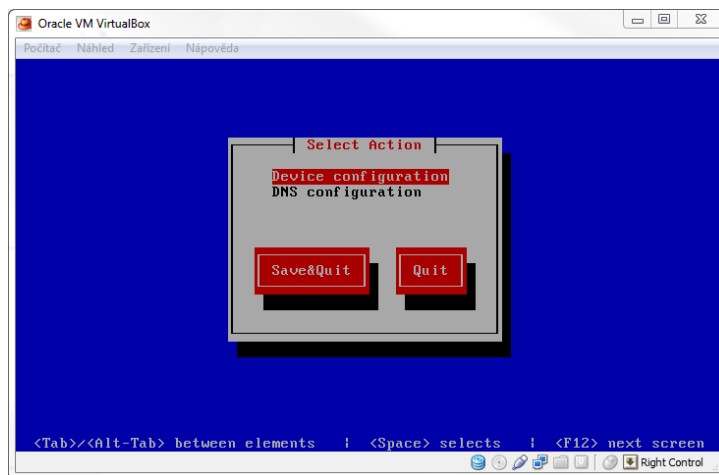 Oracle VM VirtualBox
Počítač Náhled Zařízení Nápověda
Select Action
Device configuration
DNS configuration
Save&Quit Quit
<Tab>/<Alt-Tab> between elements | <Space> selects | <F12> next screen
Right Control